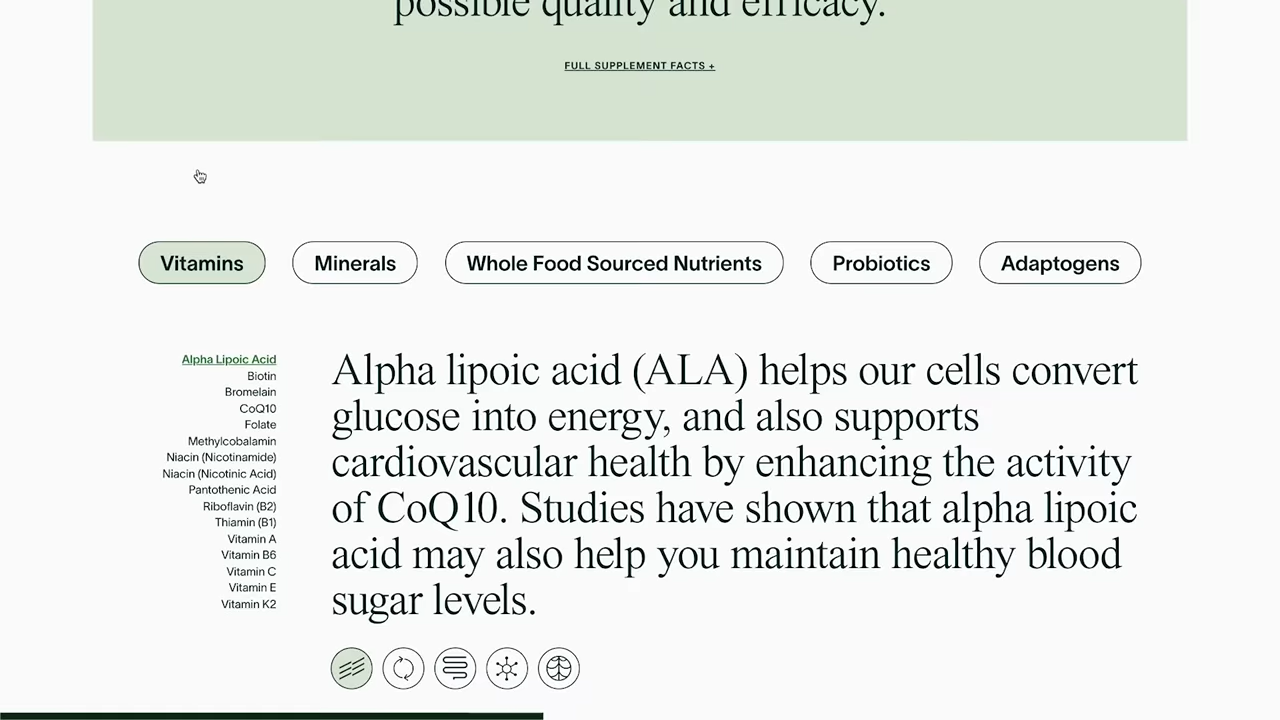 possible quality and efficacy.
FULL SUPPLEMENT FACTS +
Vitamins
Minerals
Whole Food Sourced Nutrients
Probiotics
Adaptogens
Alpha Lipoic Acid
Biotin
Bromelain
CoQ10
Folate
Methylcobalamin
Niacin (Nicotinamide)
Niacin (Nicotinic Acid)
Pantothenic Acid
Riboflavin (B2)
Thiamin (B1)
Vitamin A
Vitamin B6
Vitamin C
Vitamin E
Vitamin K2
Alpha lipoic acid (ALA) helps our cells convert
glucose into energy, and also supports
cardiovascular health by enhancing the activity
of CoQ10. Studies have shown that alpha lipoic
acid may also help you maintain healthy blood
sugar levels.